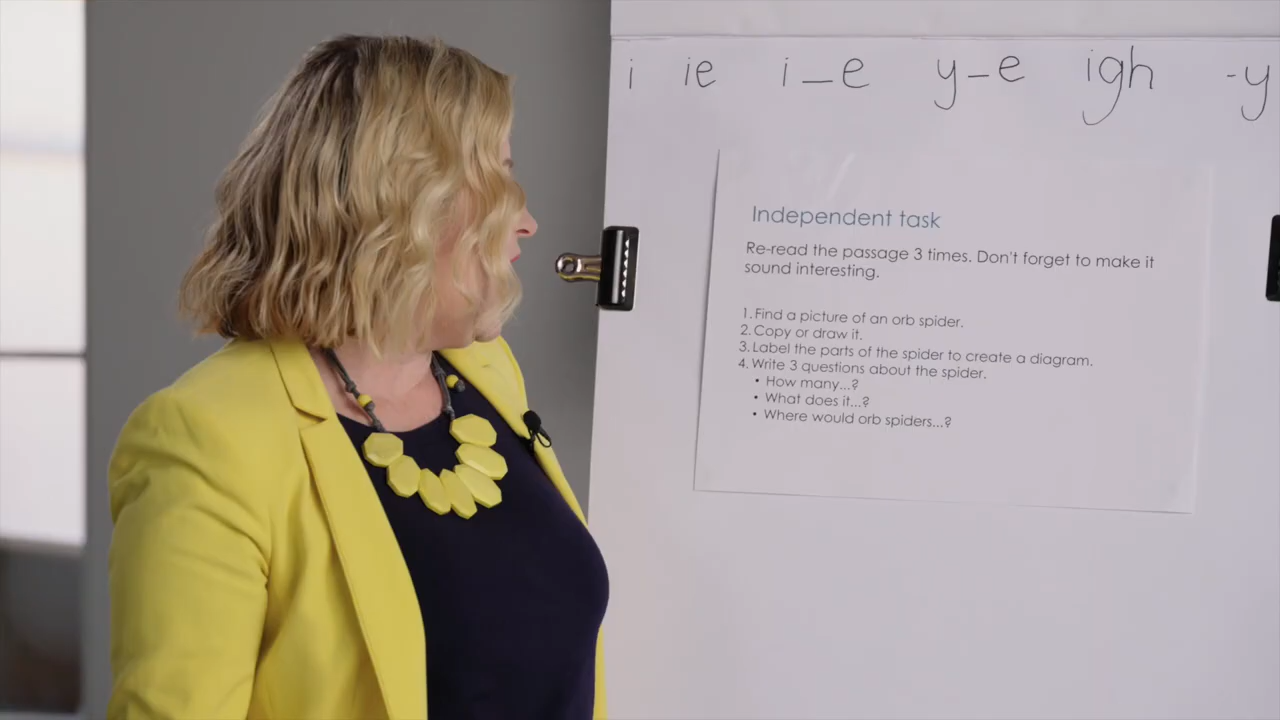 i ie i_e y_e igh -y
Independent task
Re-read the passage 3 times. Don't forget to make it
sound interesting.
1. Find a picture of an orb spider.
2. Copy or draw it.
3. Label the parts of the spider to create a diagram.
4. Write 3 questions about the spider.
• How many...?
• What does it...?
• Where would orb spiders...?